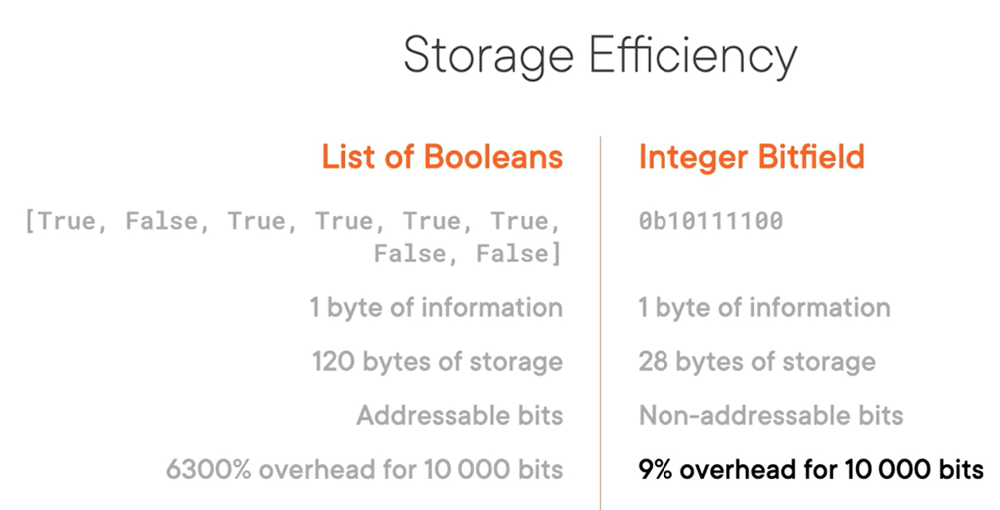 Storage Efficiency
List of Booleans
[True, False, True, True, True, True,
False, False]
1 byte of information
120 bytes of storage
Addressable bits
6300% overhead for 10 000 bits
Integer Bitfield
0b10111100
1 byte of information
28 bytes of storage
Non-addressable bits
9% overhead for 10 000 bits